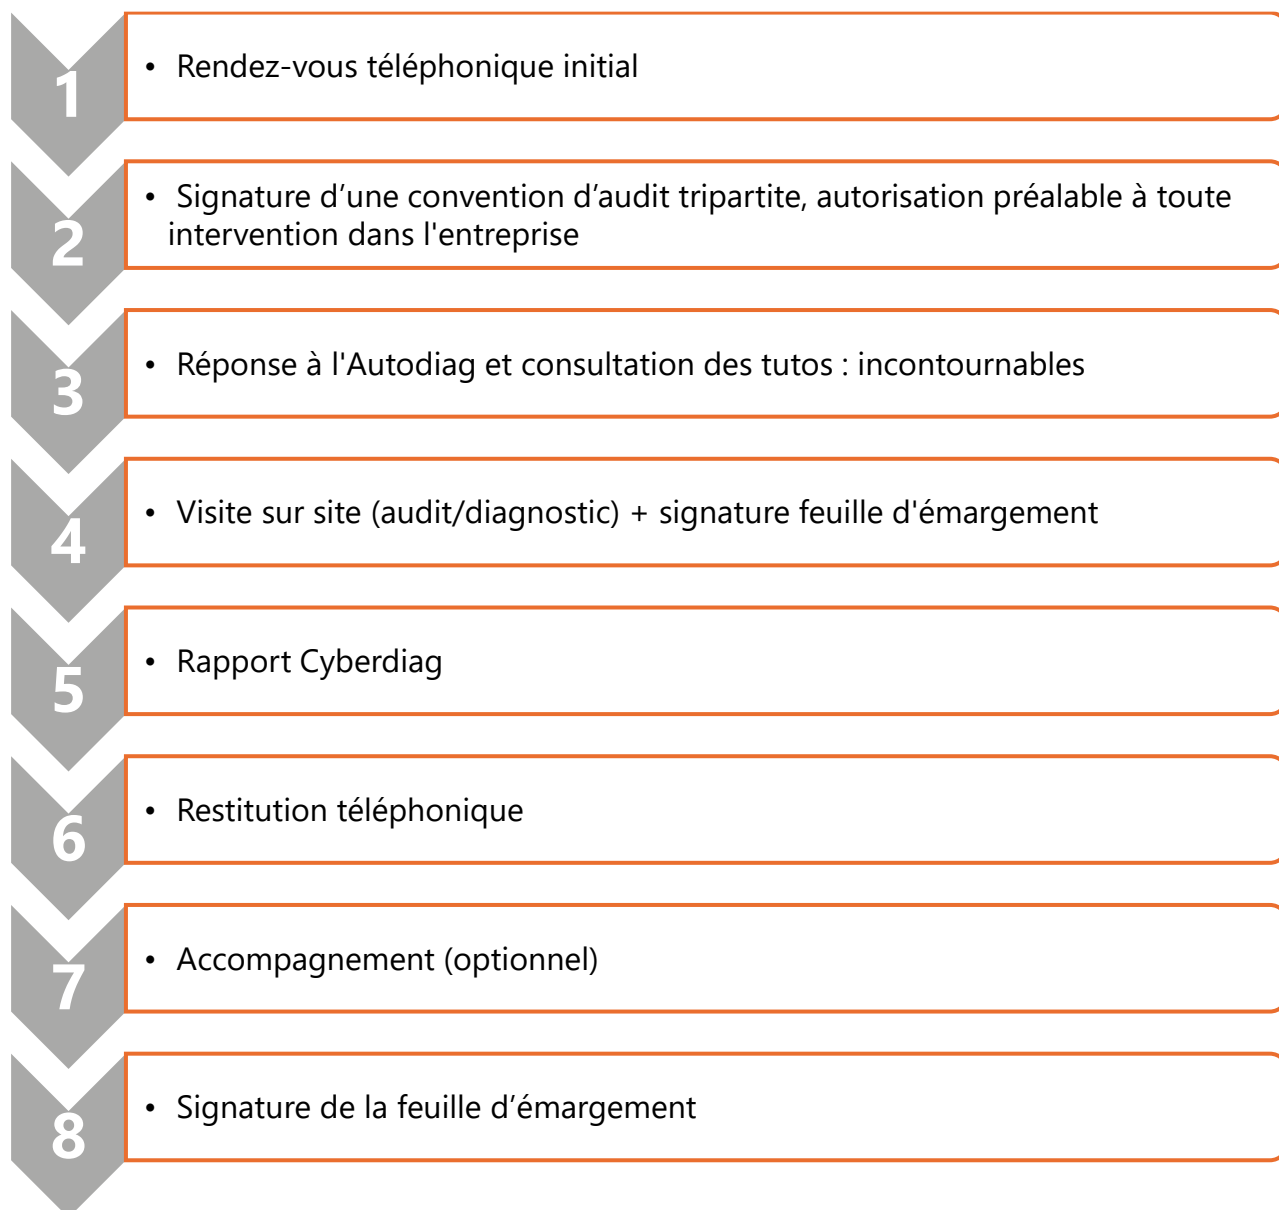 1
• Rendez-vous téléphonique initial
2
• Signature d’une convention d’audit tripartite, autorisation préalable à toute
intervention dans l'entreprise
3
• Réponse à l'Autodiag et consultation des tutos : incontournables
4
• Visite sur site (audit/diagnostic) + signature feuille d'émargement
5
• Rapport Cyberdiag
6
• Restitution téléphonique
7
• Accompagnement (optionnel)
8
• Signature de la feuille d’émargement